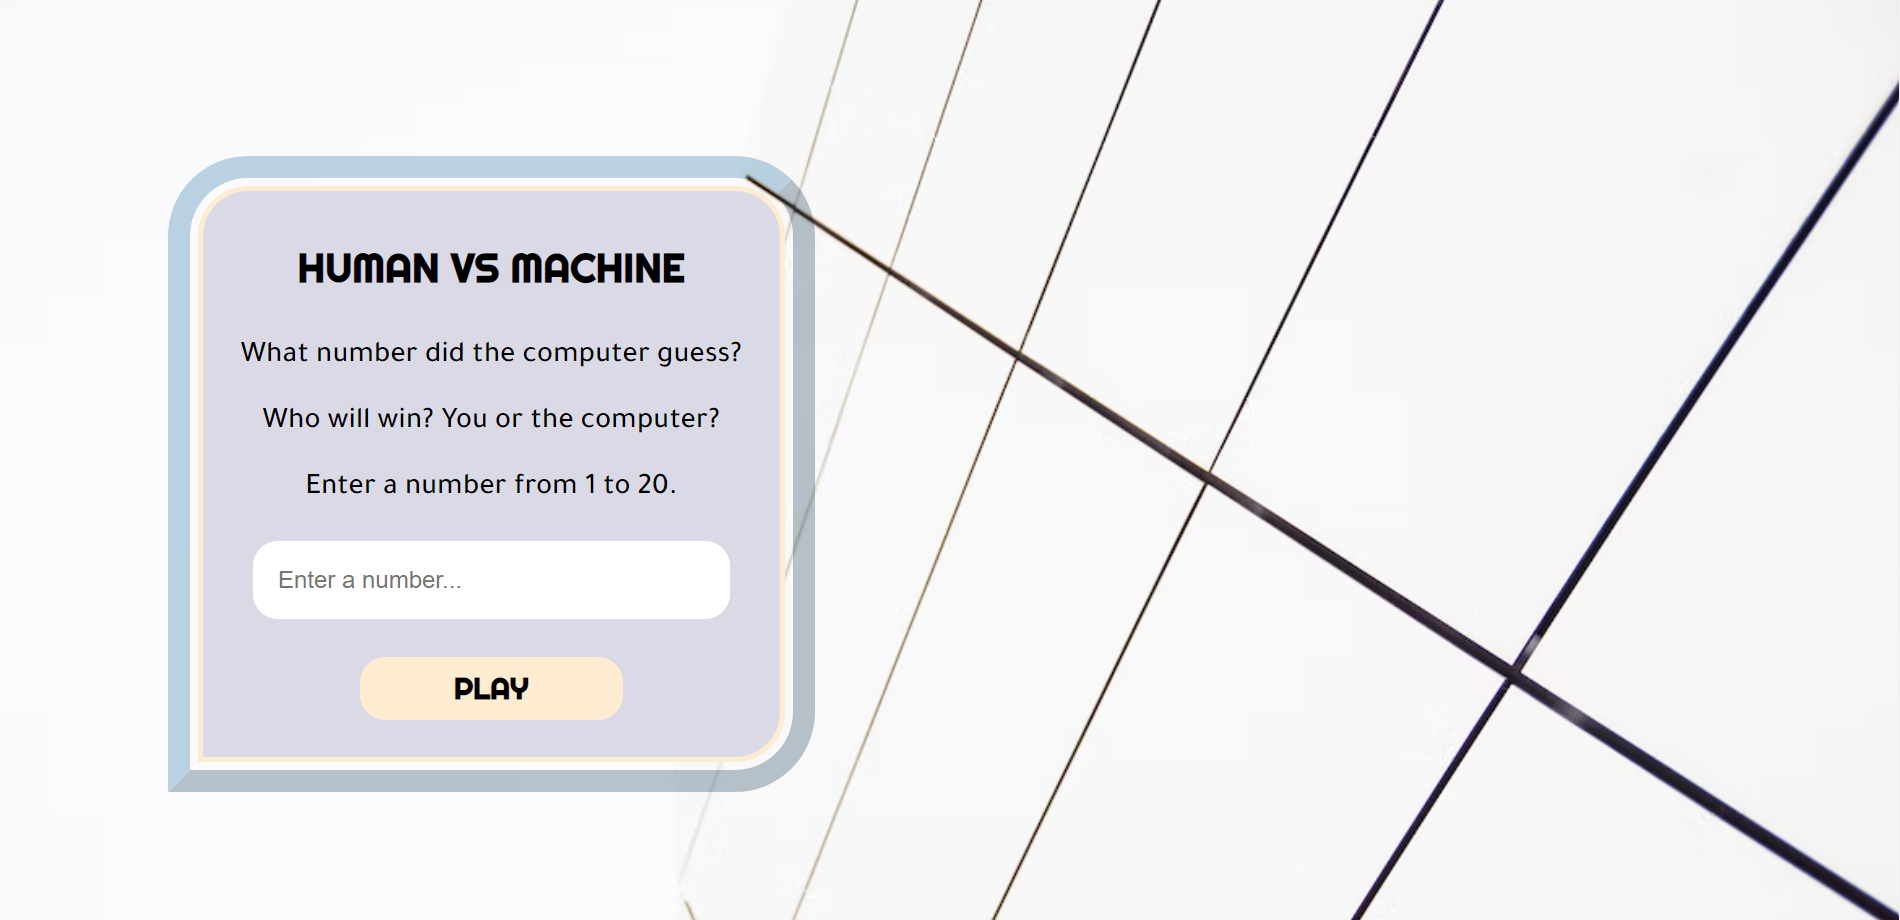 HUMAN VS MACHINE
What number did the computer guess?
Who will win? You or the computer?
Enter a number from 1 to 20.
Enter a number...
PLAY